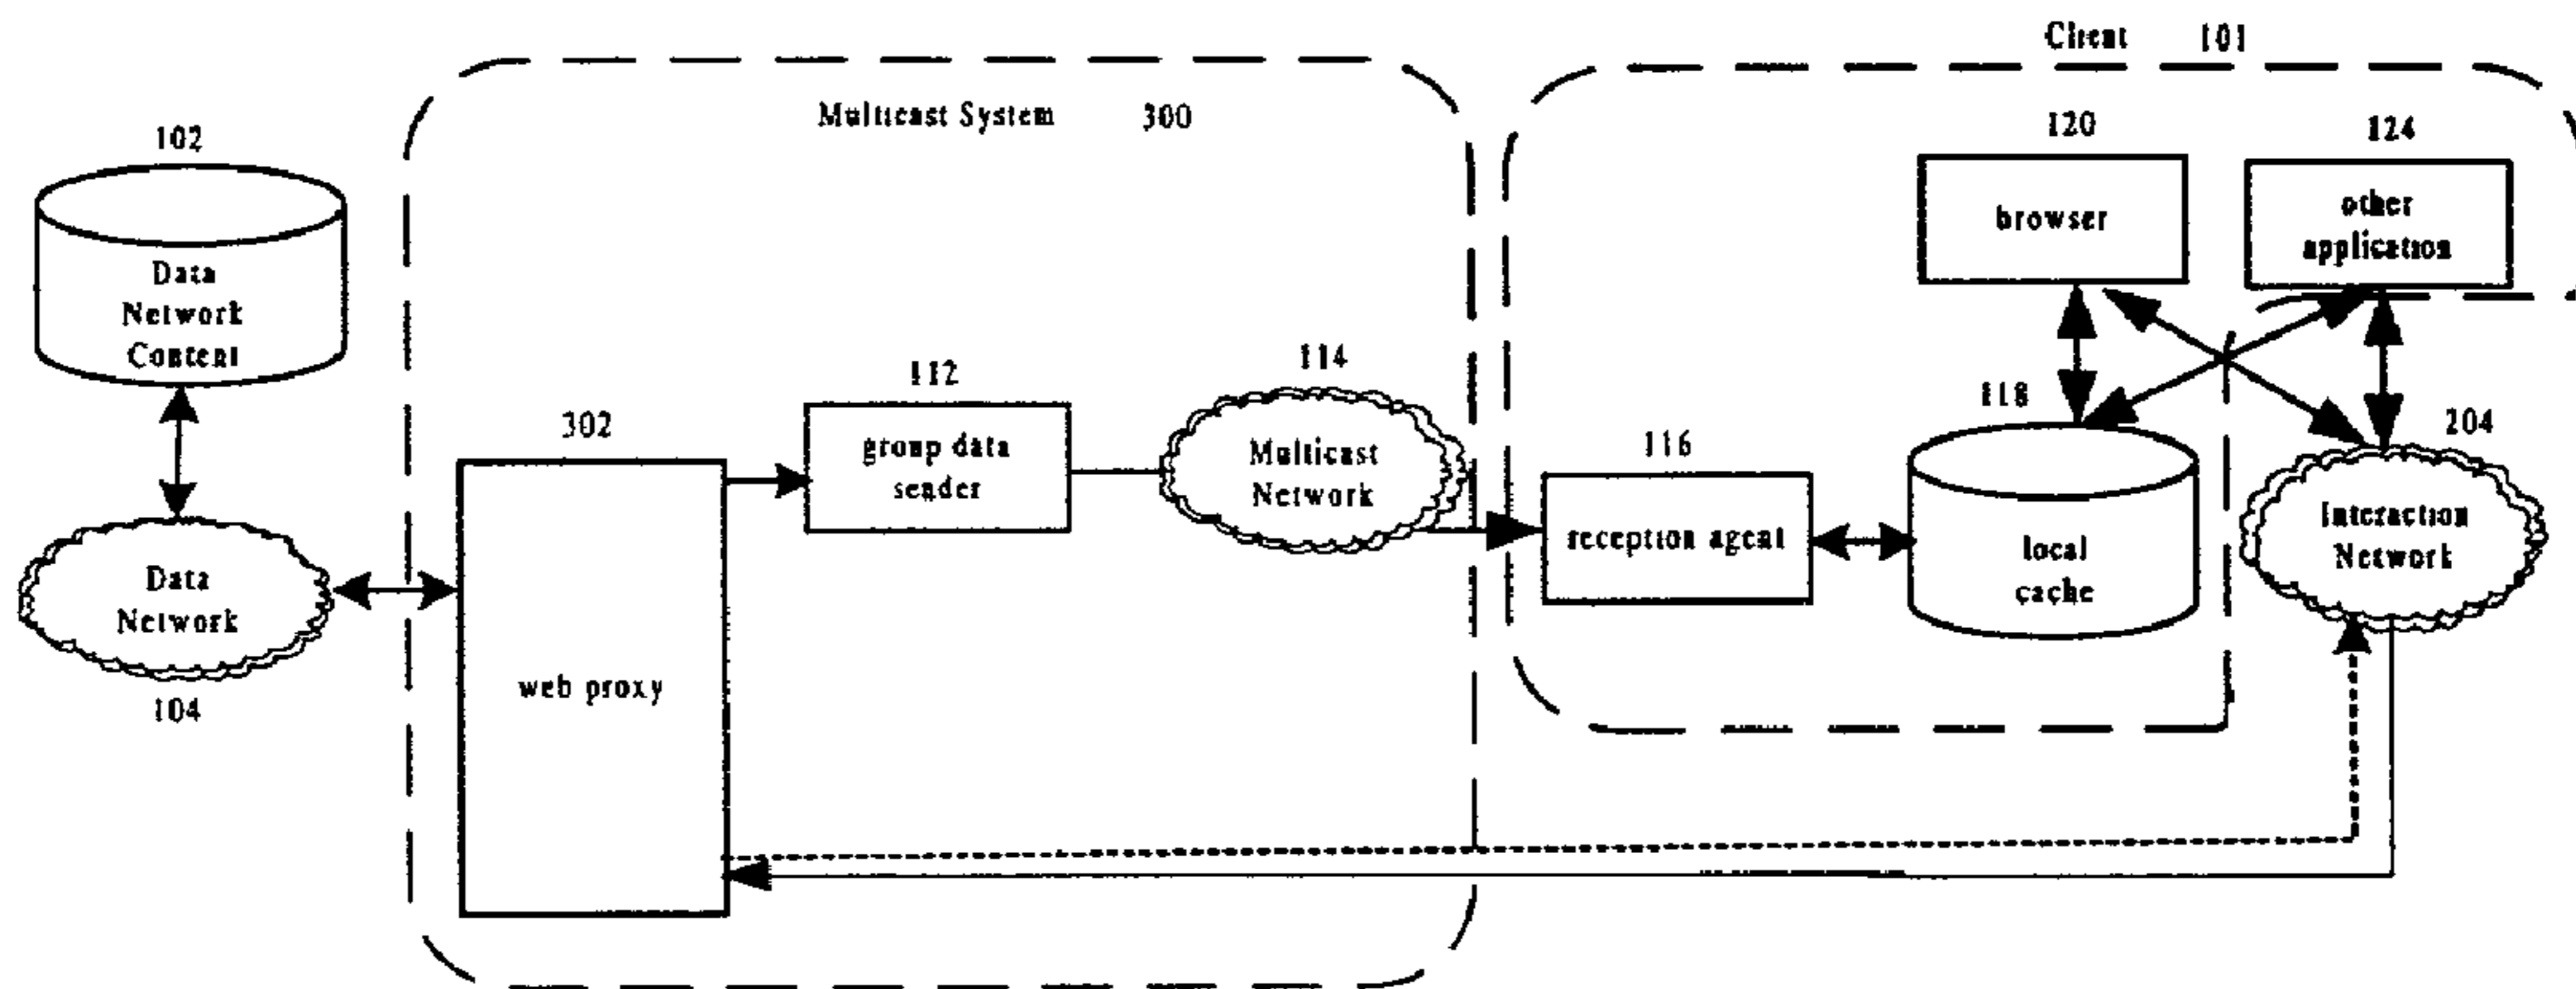 Client 101
Multicast System 300
102
Data
Network
Content
120
browser
124
other
application
112
group data
sender
114
Multicast
Network
302
web proxy
116
reception agent
118
local
cache
204
Interaction
Network
Data
Network
104